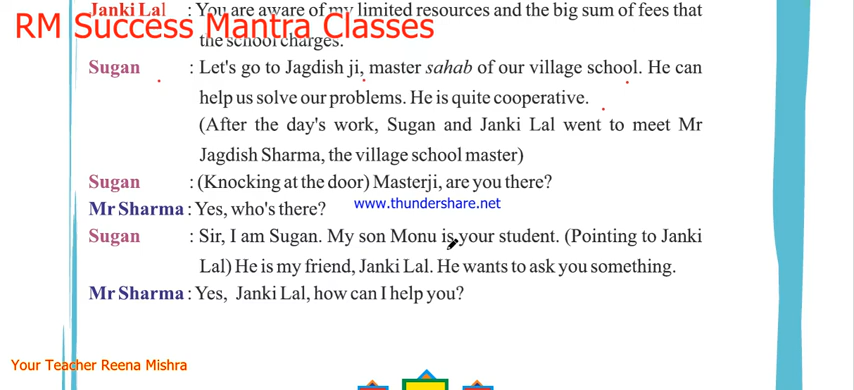 Janki Lal : You are aware of my limited resources and the big sum of fees that
RM Success Mantra Classes
the school charges.
Sugan : Let's go to Jagdish ji, master sahab of our village school. He can
help us solve our problems. He is quite cooperative.
(After the day's work, Sugan and Janki Lal went to meet Mr
Jagdish Sharma, the village school master)
Sugan : (Knocking at the door) Masterji, are you there?
Mr Sharma : Yes, who's there?
www.thundershare.net
Sugan : Sir, I am Sugan. My son Monu is your student. (Pointing to Janki
Lal) He is my friend, Janki Lal. He wants to ask you something.
Mr Sharma : Yes, Janki Lal, how can I help you?
Your Teacher Reena Mishra